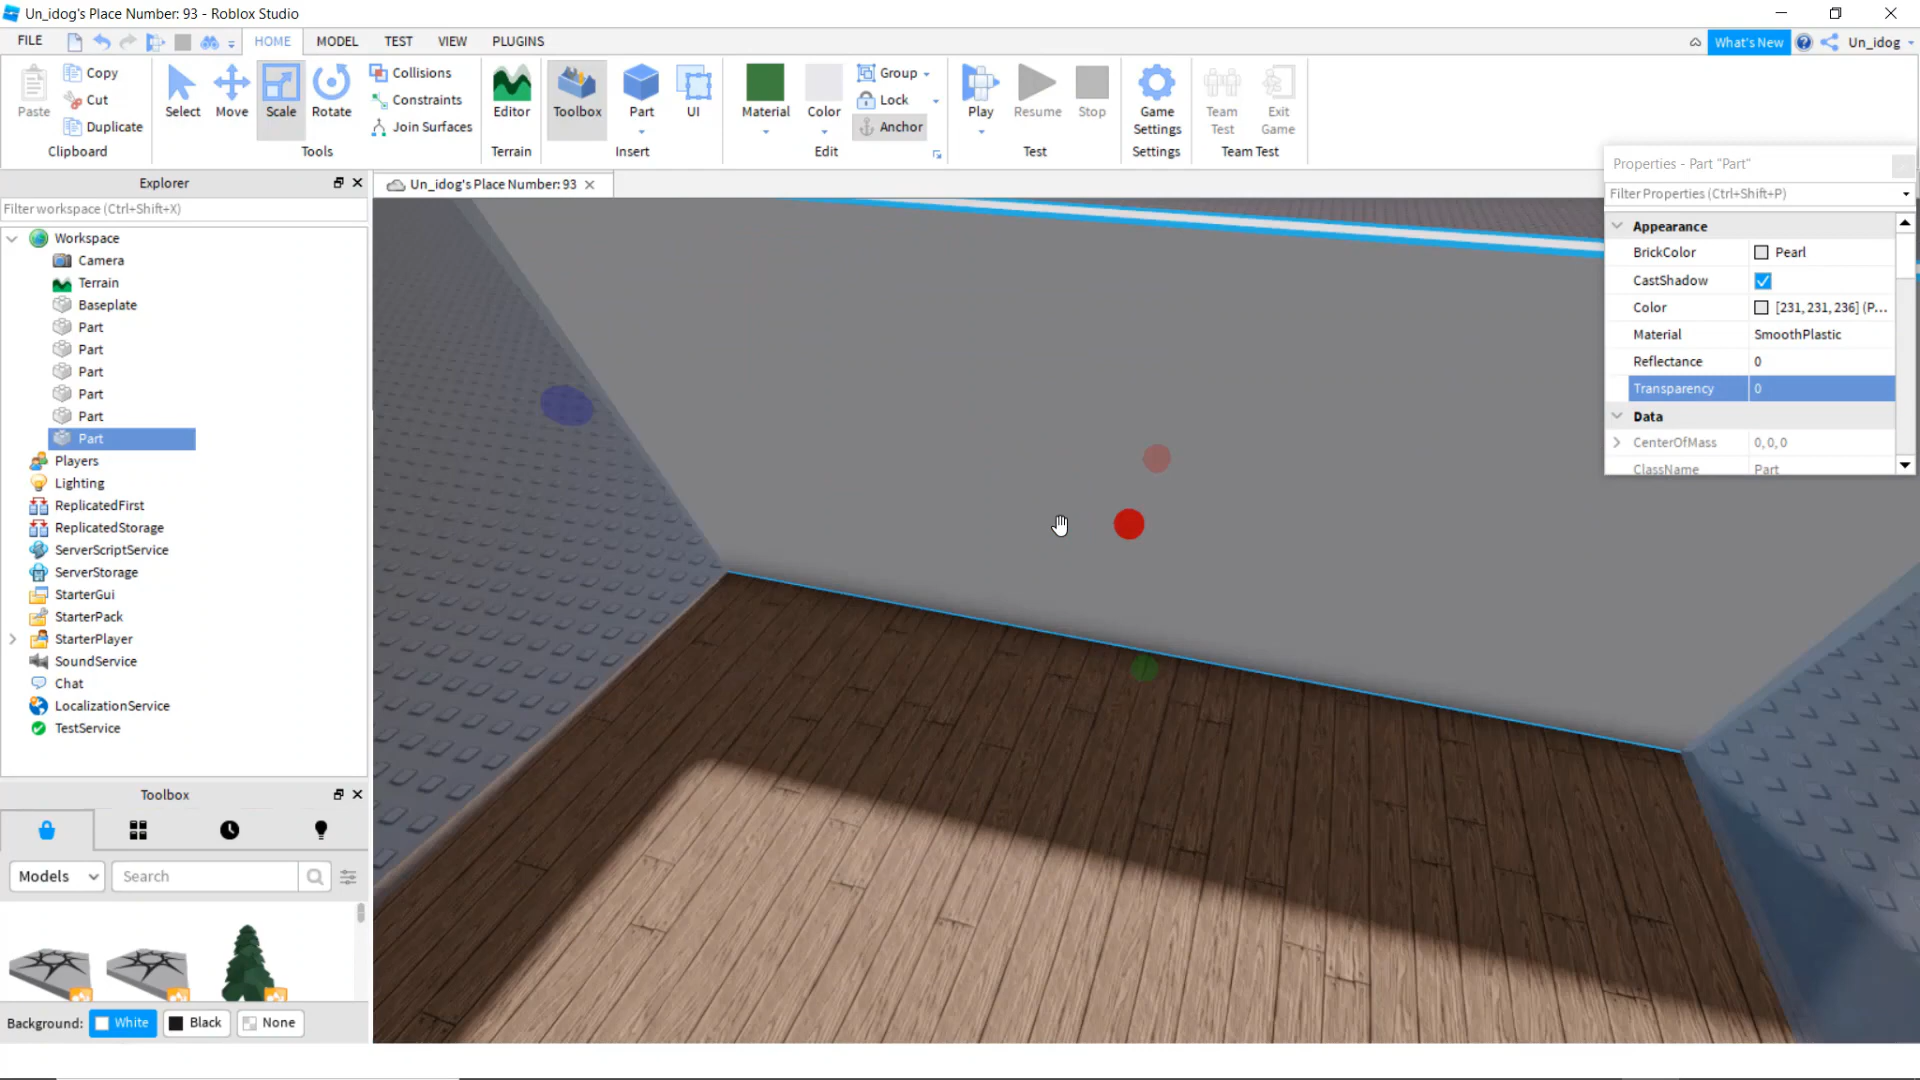 Un_idog's Place Number: 93 - Roblox Studio
FILE HOME MODEL TEST VIEW PLUGINS What's New Un_idog
Paste Copy Cut Duplicate Clipboard
Select Move Scale Rotate Collisions Constraints Join Surfaces Tools
Editor Terrain
Toolbox Part UI Insert
Material Color Group Lock Anchor Edit
Play Resume Stop Test
Game Settings Settings
Team Test Exit Game Team Test
Explorer
Un_idog's Place Number: 93
Filter workspace (Ctrl+Shift+X)
Workspace
Camera
Terrain
Baseplate
Part
Part
Part
Part
Part
Part
Players
Lighting
ReplicatedFirst
ReplicatedStorage
ServerScriptService
ServerStorage
StarterGui
StarterPack
StarterPlayer
SoundService
Chat
LocalizationService
TestService
Toolbox
Models Search
Background: White Black None
Properties - Part "Part"
Filter Properties (Ctrl+Shift+P)
Appearance
BrickColor Pearl
CastShadow
Color [231, 231, 236] (P...
Material SmoothPlastic
Reflectance 0
Transparency 0
Data
CenterOfMass 0, 0, 0
ClassName Part